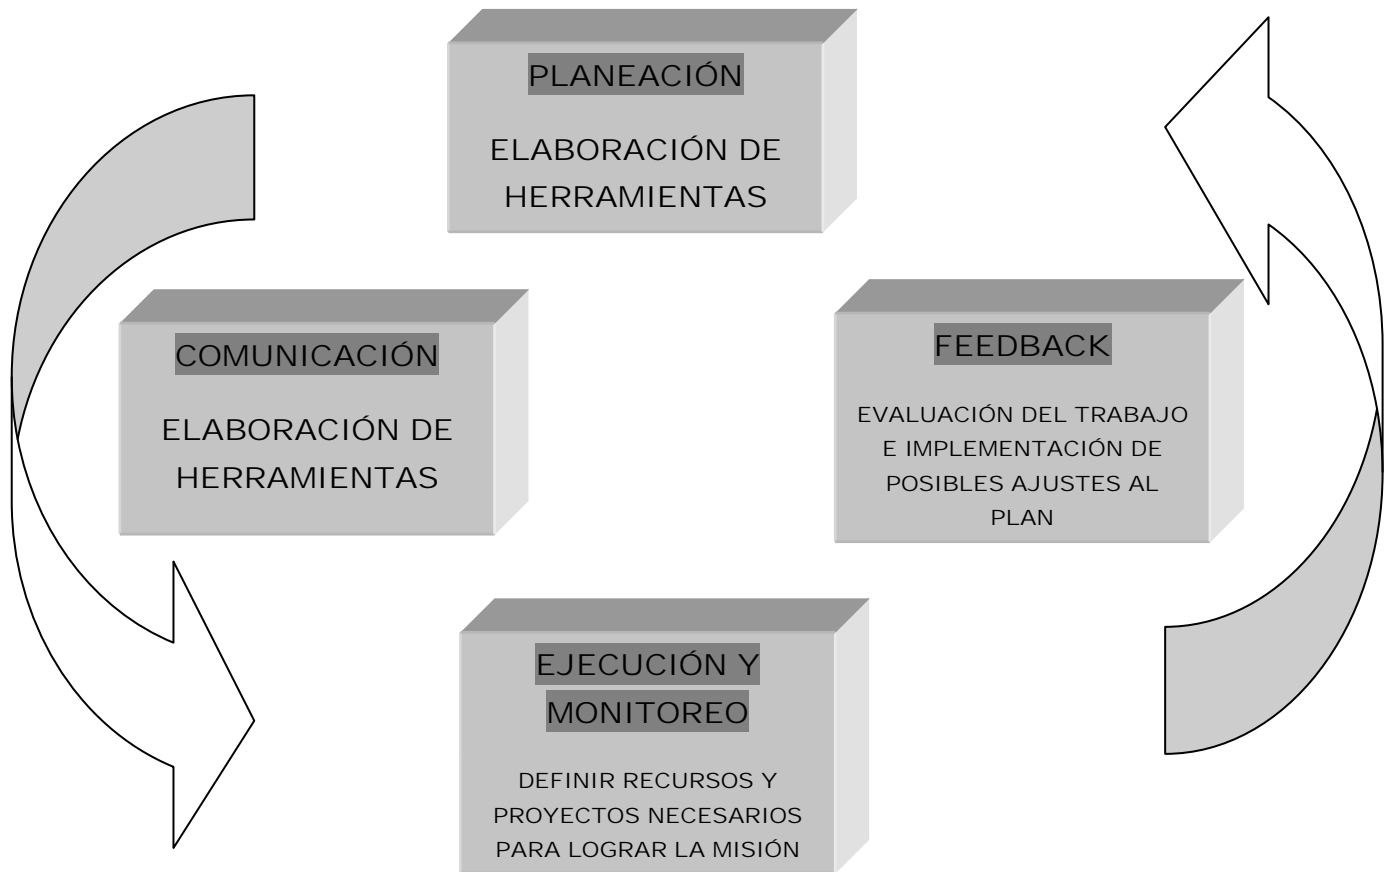 PLANEACIÓN
ELABORACIÓN DE
HERRAMIENTAS
COMUNICACIÓN
ELABORACIÓN DE
HERRAMIENTAS
FEEDBACK
EVALUACIÓN DEL TRABAJO
E IMPLEMENTACIÓN DE
POSIBLES AJUSTES AL
PLAN
EJECUCIÓN Y
MONITOREO
DEFINIR RECURSOS Y
PROYECTOS NECESARIOS
PARA LOGRAR LA MISIÓN